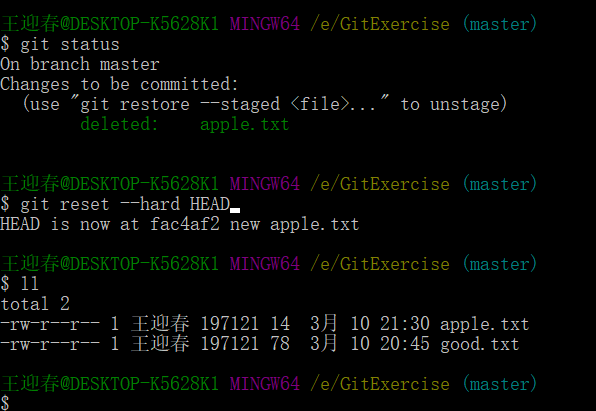 王迎春@DESKTOP-K5628K1 MINGW64 /e/GitExercise (master)
$ git status
On branch master
Changes to be committed:
  (use "git restore --staged <file>..." to unstage)
        deleted:    apple.txt
王迎春@DESKTOP-K5628K1 MINGW64 /e/GitExercise (master)
$ git reset --hard HEAD
HEAD is now at fac4af2 new apple.txt
王迎春@DESKTOP-K5628K1 MINGW64 /e/GitExercise (master)
$ ll
total 2
-rw-r--r-- 1 王迎春 197121 14  3月 10 21:30 apple.txt
-rw-r--r-- 1 王迎春 197121 78  3月 10 20:45 good.txt
王迎春@DESKTOP-K5628K1 MINGW64 /e/GitExercise (master)
$